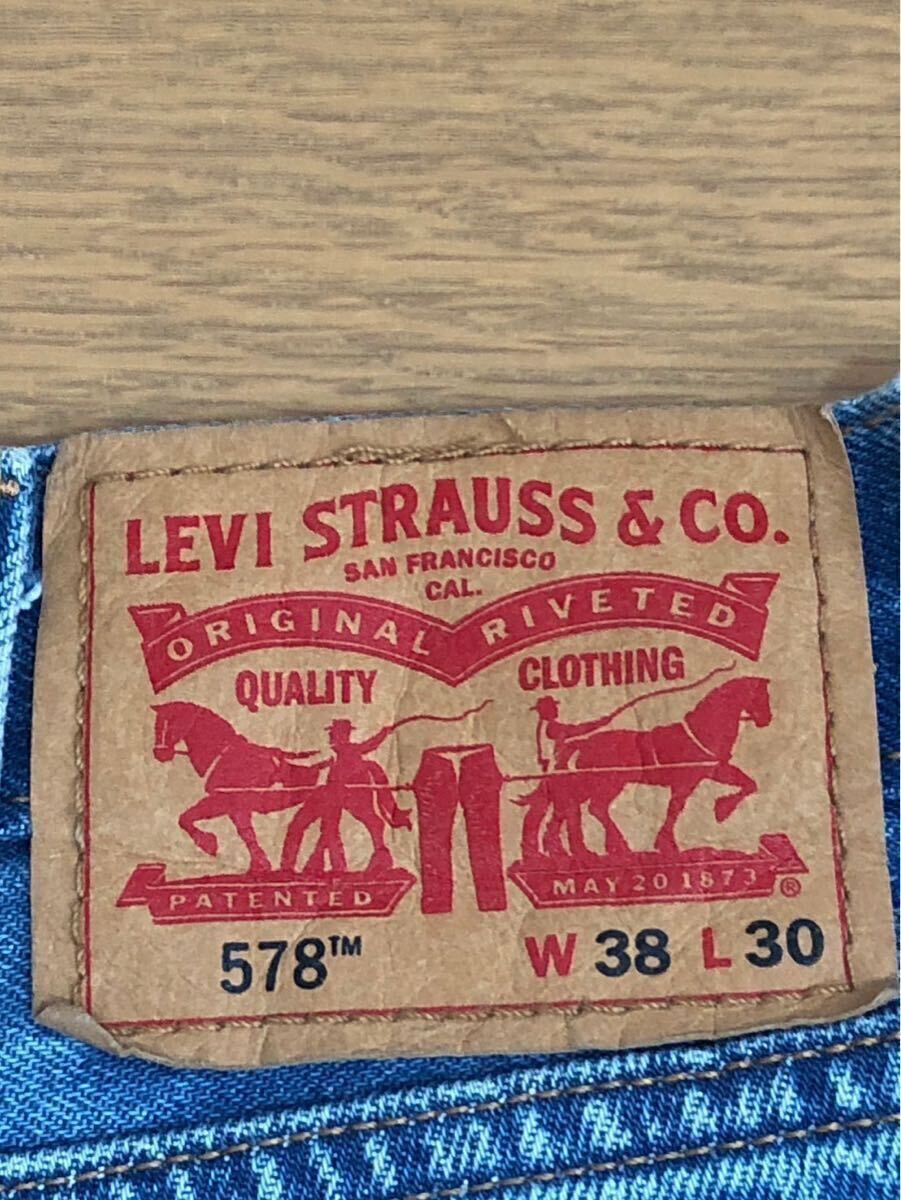 LEVI STRAUSS & CO.
SAN FRANCISCO
CAL.
ORIGINAL RIVETED
QUALITY CLOTHING
PATENTED MAY 20 1873 ®
578™ W 38 L 30